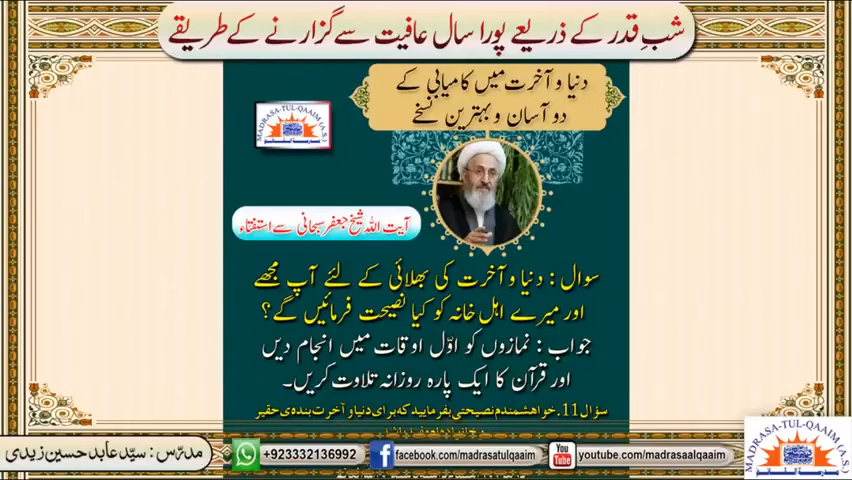 شبِ قدر کے ذریعے پورا سال عافیت سے گزارنے کے طریقے
دنیا و آخرت میں کامیابی کے
دو آسان و بہترین نسخے
MADRASA-TUL-QAAIM (A.S.)
آیت اللہ شیخ جعفر سبحانی سے استفتاء
سوال : دنیا و آخرت کی بھلائی کے لئے آپ مجھے
اور میرے اہل خانہ کو کیا نصیحت فرمائیں گے؟
جواب : نمازوں کو اوّل اوقات میں انجام دیں
اور قرآن کا ایک پارہ روزانہ تلاوت کریں۔
سؤال 11. خواهشمندم نصیحتی بفرمایید که برای دنیا و آخرت بنده‌ی حقیر
مدرّس : سیّد عابد حسین زیدی
+923332136992
facebook.com/madrasatulqaaim
You Tube
youtube.com/madrasaalqaaim
MADRASA-TUL-QAAIM (A.S.)